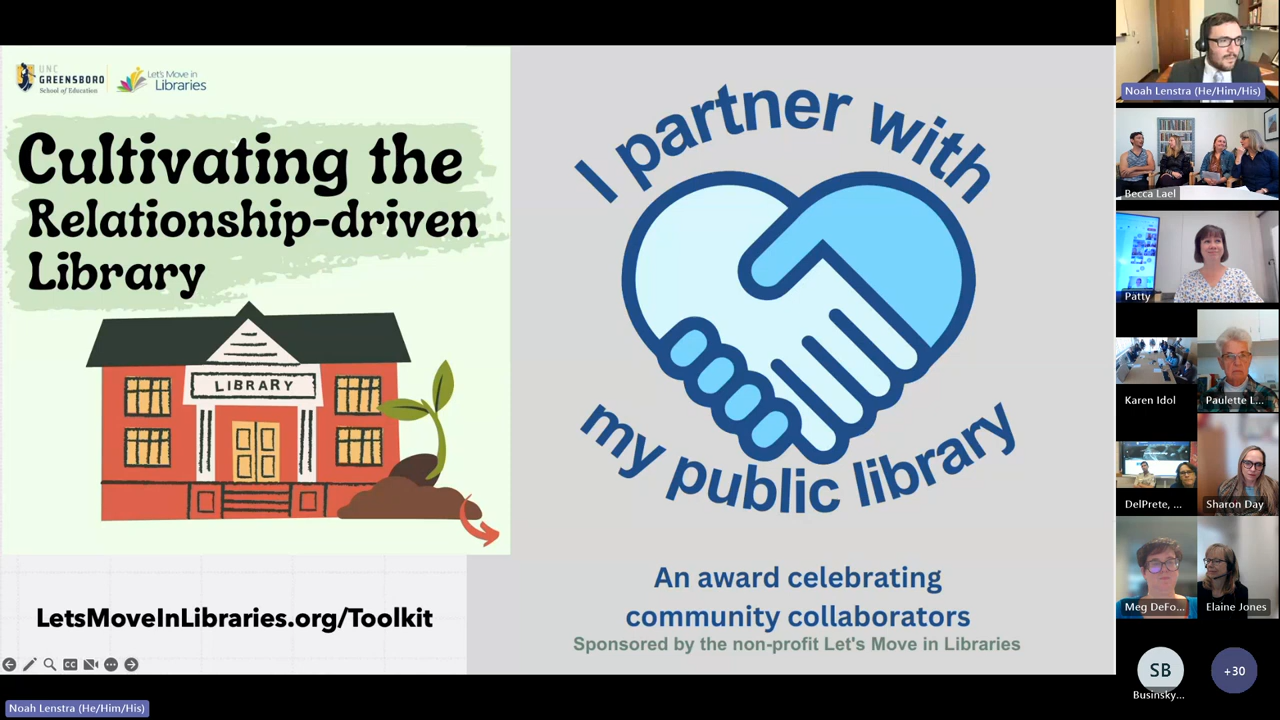 UNC
GREENSBORO
School of Education
Let's Move in
Libraries
Cultivating the
Relationship-driven
Library
LIBRARY
LetsMoveInLibraries.org/Toolkit
I partner with
my public library
An award celebrating
community collaborators
Sponsored by the non-profit Let's Move in Libraries
Noah Lenstra (He/Him/His)
Becca Lael
Patty
Karen Idol
Paulette L...
DelPrete, ...
Sharon Day
Meg DeFo...
Elaine Jones
SB
Businsky...
+30
CC
Noah Lenstra (He/Him/His)